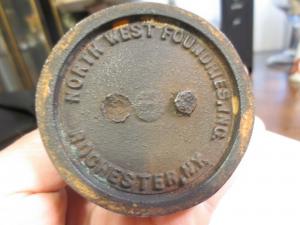 NORTH WEST FOUNDRIES, INC.
ROCHESTER, N.Y.